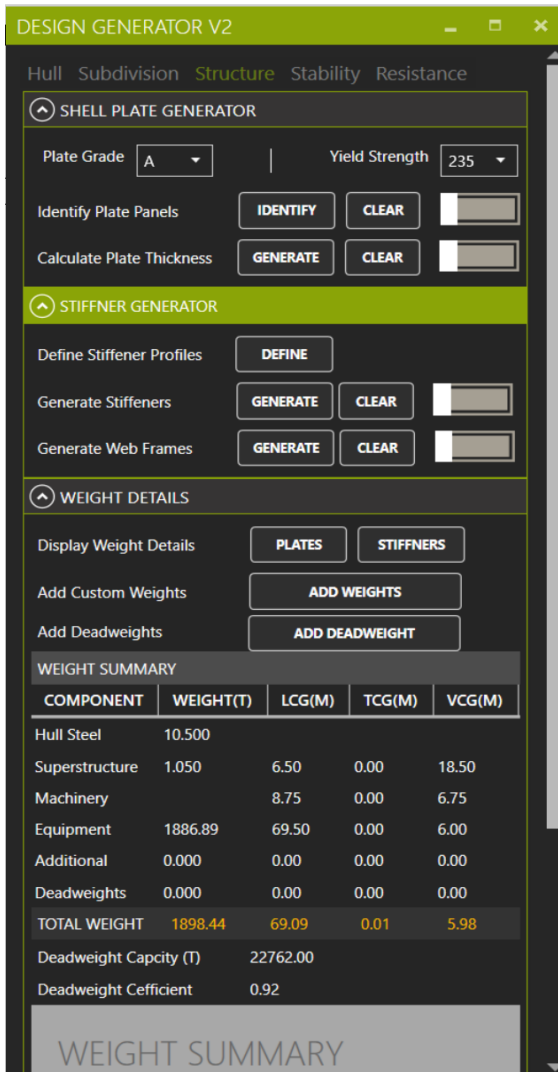 DESIGN GENERATOR V2
Hull Subdivision Structure Stability Resistance
SHELL PLATE GENERATOR
Plate Grade A | Yield Strength 235
Identify Plate Panels IDENTIFY CLEAR
Calculate Plate Thickness GENERATE CLEAR
STIFFNER GENERATOR
Define Stiffener Profiles DEFINE
Generate Stiffeners GENERATE CLEAR
Generate Web Frames GENERATE CLEAR
WEIGHT DETAILS
Display Weight Details PLATES STIFFNERS
Add Custom Weights ADD WEIGHTS
Add Deadweights ADD DEADWEIGHT
WEIGHT SUMMARY
COMPONENT WEIGHT(T) LCG(M) TCG(M) VCG(M)
Hull Steel 10.500
Superstructure 1.050 6.50 0.00 18.50
Machinery 8.75 0.00 6.75
Equipment 1886.89 69.50 0.00 6.00
Additional 0.000 0.00 0.00 0.00
Deadweights 0.000 0.00 0.00 0.00
TOTAL WEIGHT 1898.44 69.09 0.01 5.98
Deadweight Capcity (T) 22762.00
Deadweight Cefficient 0.92
WEIGHT SUMMARY